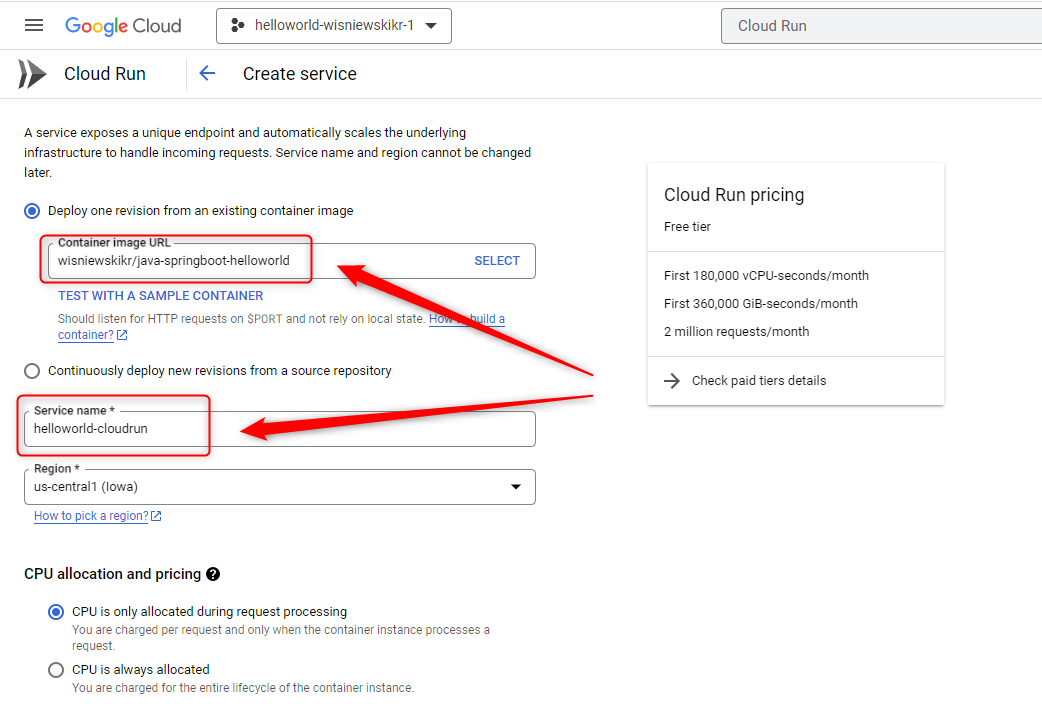 Google Cloud
helloworld-wisniewskikr-1
Cloud Run
Cloud Run
Create service
A service exposes a unique endpoint and automatically scales the underlying
infrastructure to handle incoming requests. Service name and region cannot be changed
later.
Deploy one revision from an existing container image
Container image URL
wisniewskikr/java-springboot-helloworld
SELECT
TEST WITH A SAMPLE CONTAINER
Should listen for HTTP requests on $PORT and not rely on local state. How to build a
container?
Continuously deploy new revisions from a source repository
Service name *
helloworld-cloudrun
Region *
us-central1 (Iowa)
How to pick a region?
CPU allocation and pricing
CPU is only allocated during request processing
You are charged per request and only when the container instance processes a
request.
CPU is always allocated
You are charged for the entire lifecycle of the container instance.
Cloud Run pricing
Free tier
First 180,000 vCPU-seconds/month
First 360,000 GiB-seconds/month
2 million requests/month
Check paid tiers details